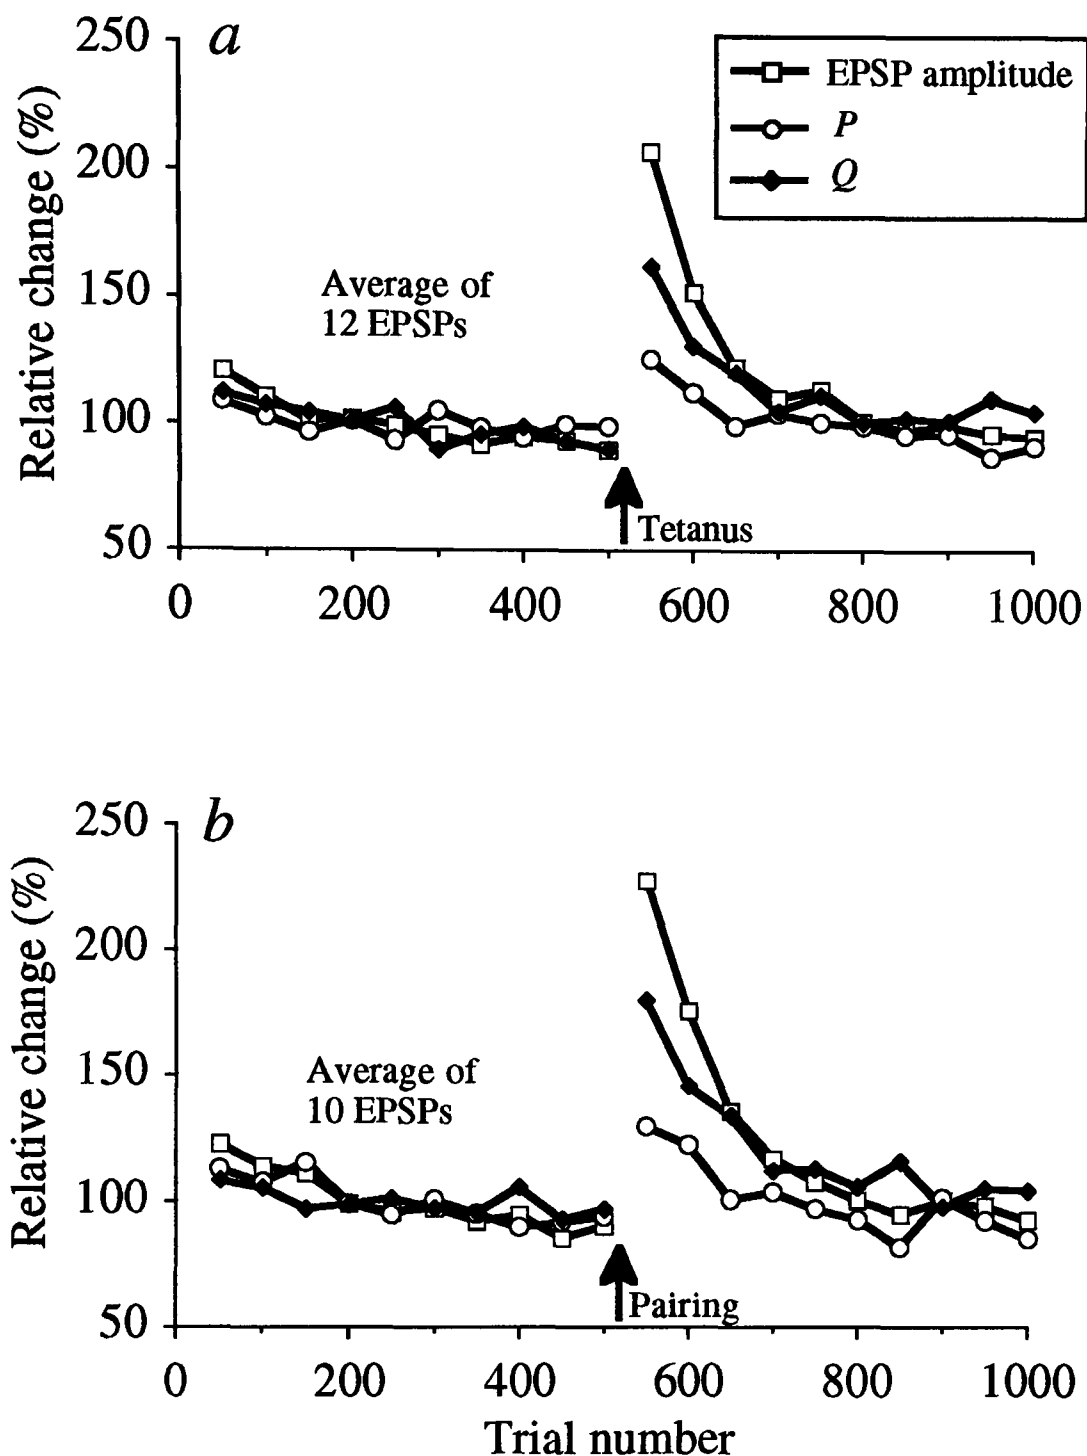 a
250
200
150
100
50
Relative change (%)
EPSP amplitude
P
Q
Average of
12 EPSPs
Tetanus
0
200
400
600
800
1000
b
250
200
150
100
50
Relative change (%)
Average of
10 EPSPs
Pairing
0
200
400
600
800
1000
Trial number